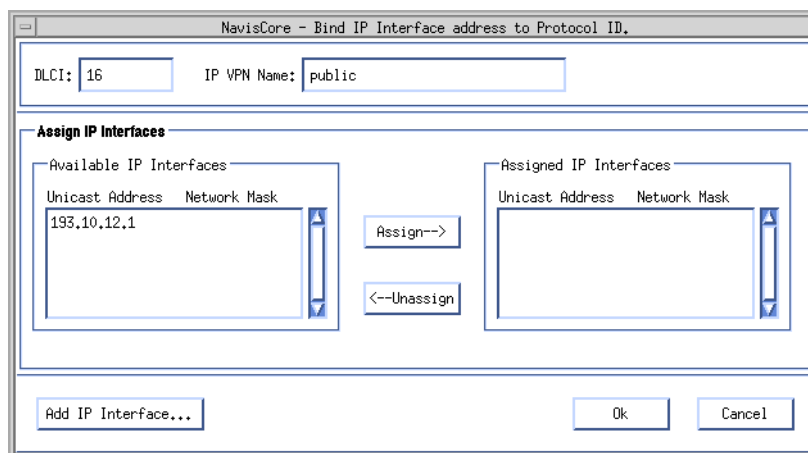 NavisCore - Bind IP Interface address to Protocol ID.
DLCI: 16 IP VPN Name: public
Assign IP Interfaces
Available IP Interfaces
Unicast Address Network Mask
193.10.12.1
Assign-->
<--Unassign
Assigned IP Interfaces
Unicast Address Network Mask
Add IP Interface...
Ok
Cancel